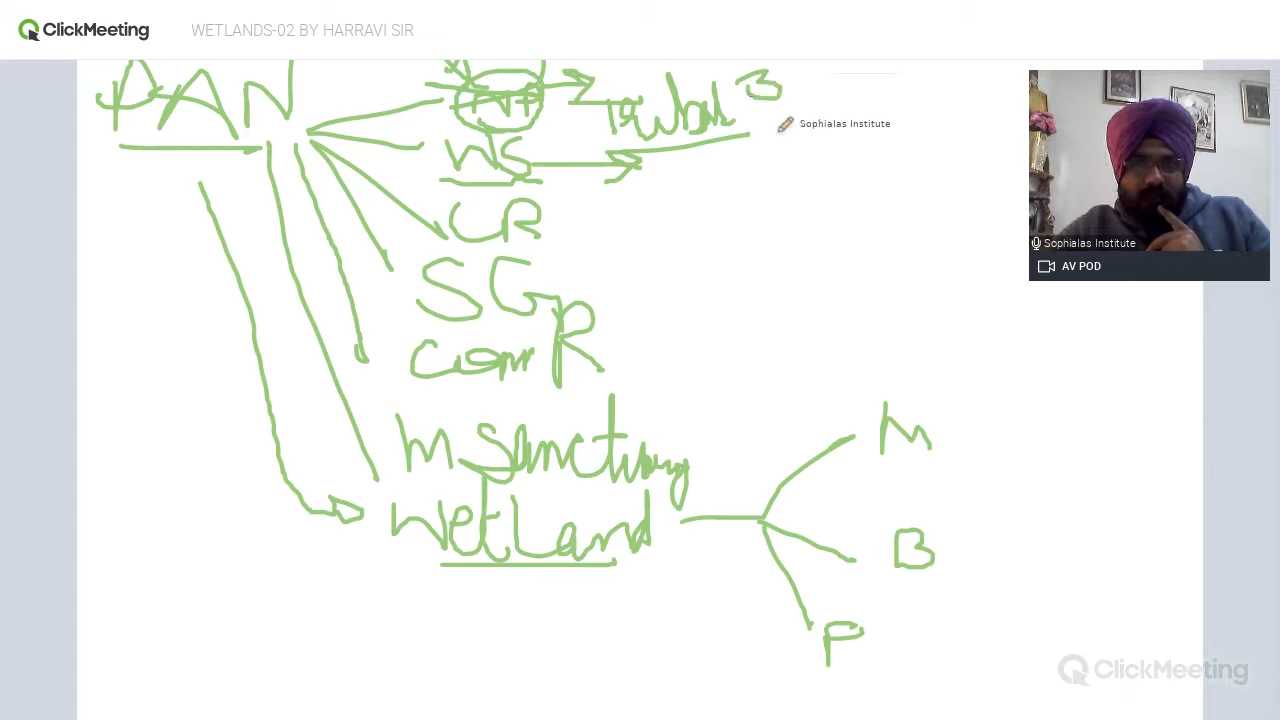 ClickMeeting WETLANDS-02 BY HARRAVI SIR
PAN
NP
3
Sophialas Institute
WS
CR
SG
Com R
M Sanctuary
Wetland
M
B
P
Sophialas Institute
AV POD
ClickMeeting